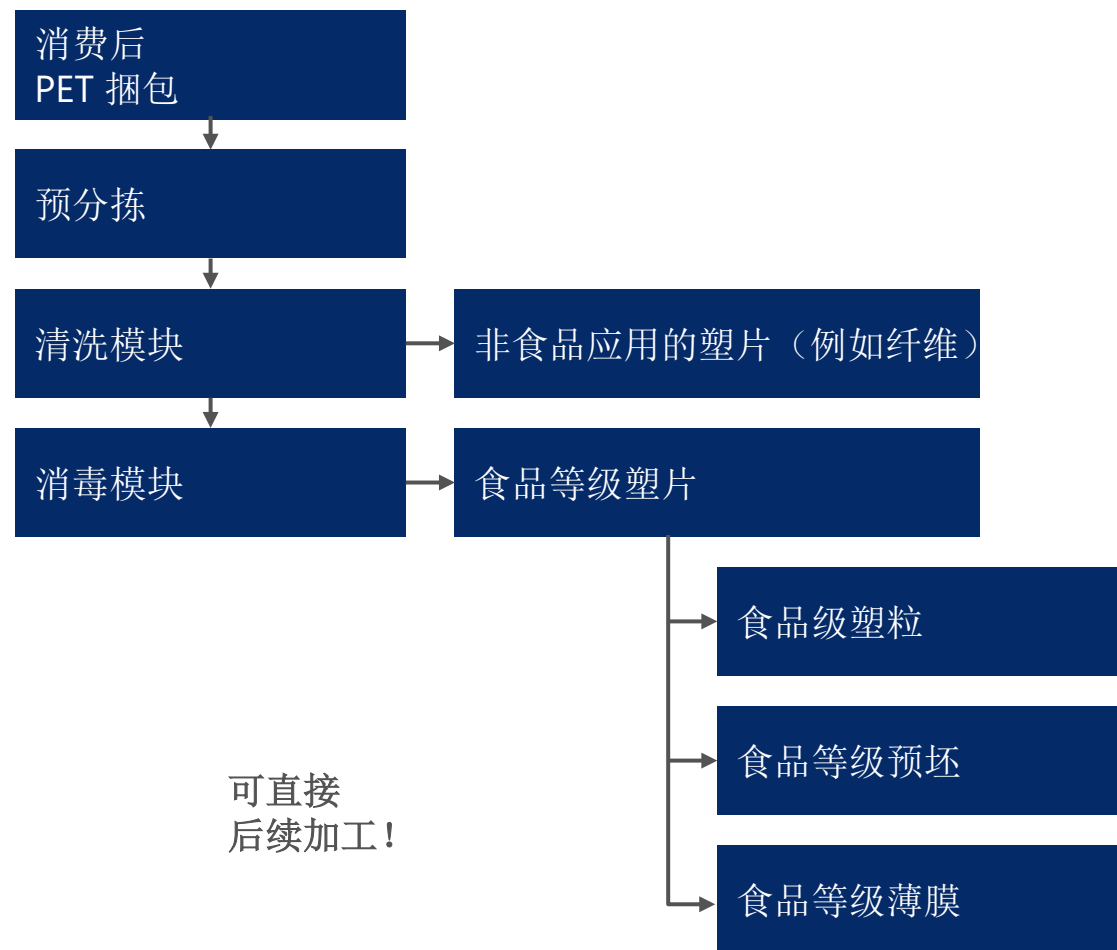 消费后
PET 捆包
预分拣
清洗模块
非食品应用的塑片（例如纤维）
消毒模块
食品等级塑片
食品级塑粒
食品等级预坯
可直接
后续加工！
食品等级薄膜